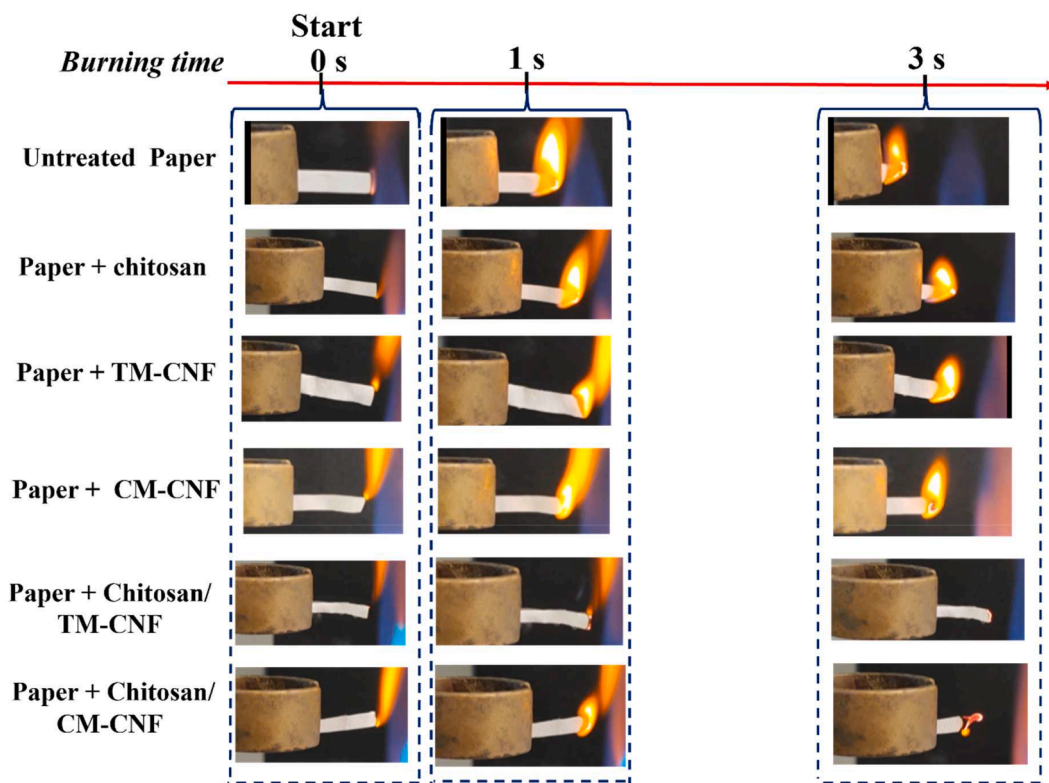 Start
Burning time 0 s 1 s 3 s
Untreated Paper
Paper + chitosan
Paper + TM-CNF
Paper + CM-CNF
Paper + Chitosan/
TM-CNF
Paper + Chitosan/
CM-CNF